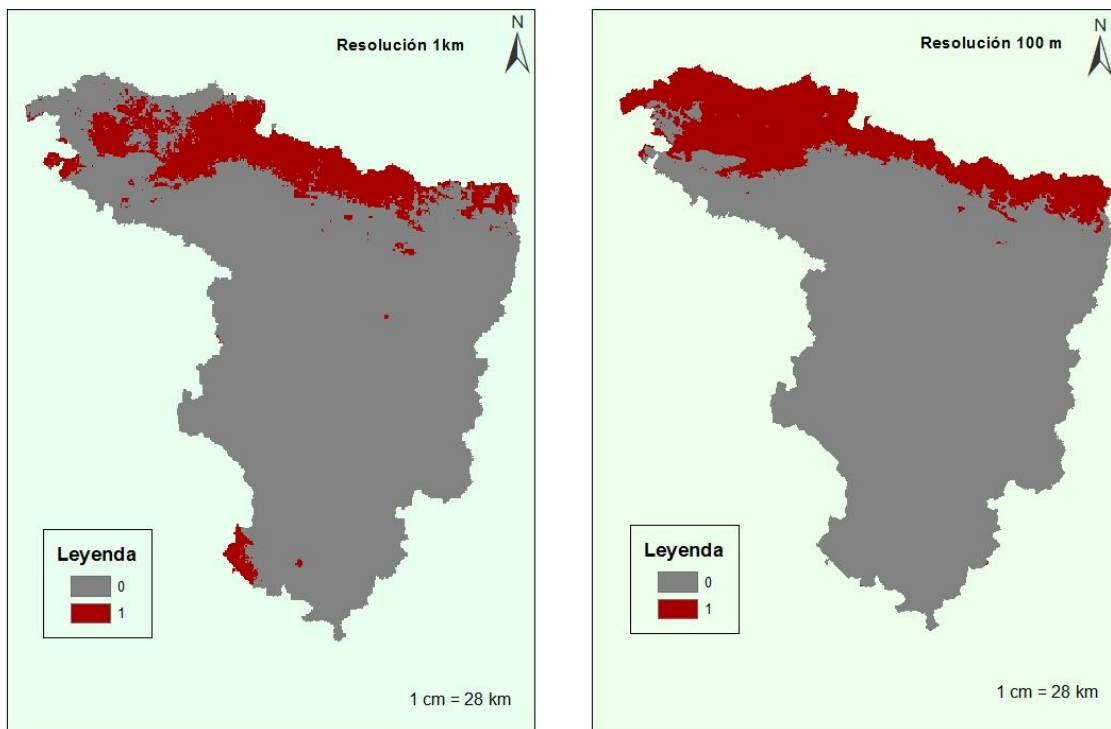 Resolución 1km
N
Leyenda
0
1
1 cm = 28 km
Resolución 100 m
N
Leyenda
0
1
1 cm = 28 km